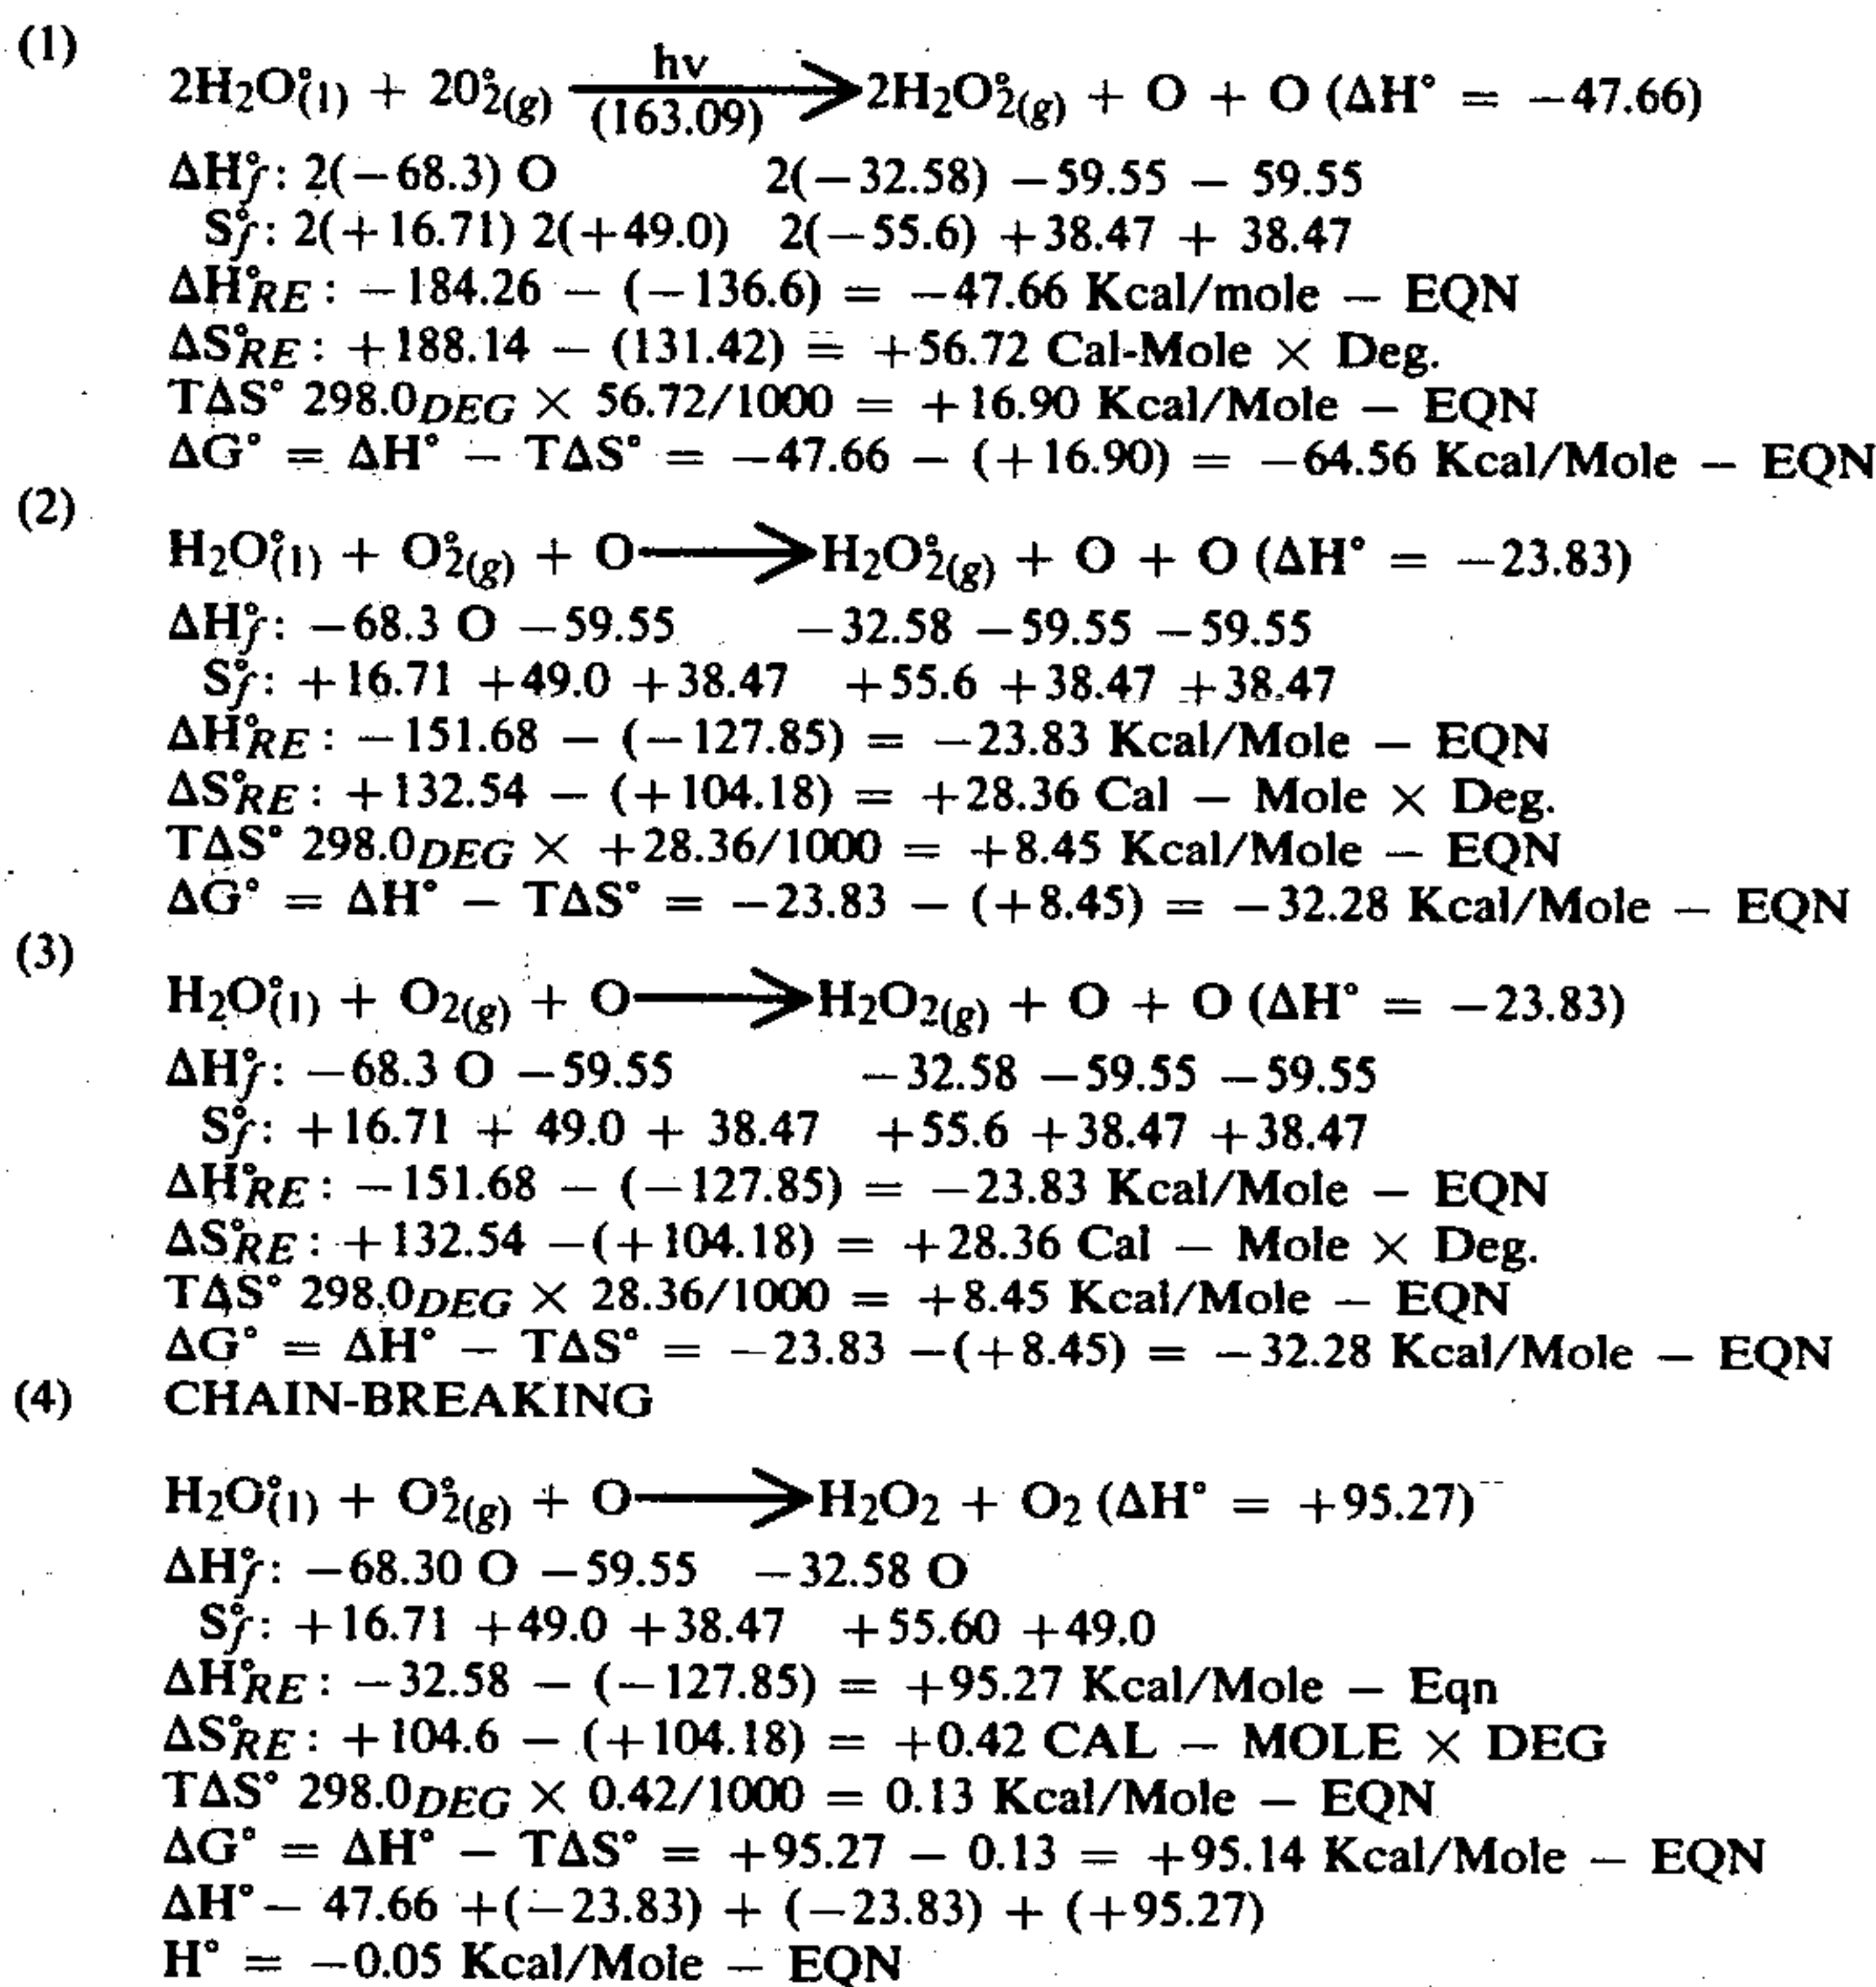 (1)
2H₂O°(l) + 2O°₂(g) hv (163.09) → 2H₂O°₂(g) + O + O (ΔH° = −47.66)
ΔH°f: 2(−68.3) O 2(−32.58) −59.55 − 59.55
S°f: 2(+16.71) 2(+49.0) 2(−55.6) +38.47 + 38.47
ΔH°RE: −184.26 − (−136.6) = −47.66 Kcal/mole − EQN
ΔS°RE: +188.14 − (131.42) = +56.72 Cal-Mole × Deg.
TΔS° 298.0DEG × 56.72/1000 = +16.90 Kcal/Mole − EQN
ΔG° = ΔH° − TΔS° = −47.66 − (+16.90) = −64.56 Kcal/Mole − EQN
(2)
H₂O°(l) + O°₂(g) + O → H₂O°₂(g) + O + O (ΔH° = −23.83)
ΔH°f: −68.3 O −59.55 −32.58 −59.55 −59.55
S°f: +16.71 +49.0 +38.47 +55.6 +38.47 +38.47
ΔH°RE: −151.68 − (−127.85) = −23.83 Kcal/Mole − EQN
ΔS°RE: +132.54 − (+104.18) = +28.36 Cal − Mole × Deg.
TΔS° 298.0DEG × +28.36/1000 = +8.45 Kcal/Mole − EQN
ΔG° = ΔH° − TΔS° = −23.83 − (+8.45) = −32.28 Kcal/Mole − EQN
(3)
H₂O°(l) + O₂(g) + O → H₂O₂(g) + O + O (ΔH° = −23.83)
ΔH°f: −68.3 O −59.55 −32.58 −59.55 −59.55
S°f: +16.71 + 49.0 + 38.47 +55.6 +38.47 +38.47
ΔH°RE: −151.68 − (−127.85) = −23.83 Kcal/Mole − EQN
ΔS°RE: +132.54 −(+104.18) = +28.36 Cal − Mole × Deg.
TΔS° 298.0DEG × 28.36/1000 = +8.45 Kcal/Mole − EQN
ΔG° = ΔH° − TΔS° = −23.83 −(+8.45) = −32.28 Kcal/Mole − EQN
(4) CHAIN-BREAKING
H₂O°(l) + O°₂(g) + O → H₂O₂ + O₂ (ΔH° = +95.27)
ΔH°f: −68.30 O −59.55 −32.58 O
S°f: +16.71 +49.0 +38.47 +55.60 +49.0
ΔH°RE: −32.58 − (−127.85) = +95.27 Kcal/Mole − Eqn
ΔS°RE: +104.6 − (+104.18) = +0.42 CAL − MOLE × DEG
TΔS° 298.0DEG × 0.42/1000 = 0.13 Kcal/Mole − EQN
ΔG° = ΔH° − TΔS° = +95.27 − 0.13 = +95.14 Kcal/Mole − EQN
ΔH° − 47.66 +(−23.83) + (−23.83) + (+95.27)
H° = −0.05 Kcal/Mole − EQN